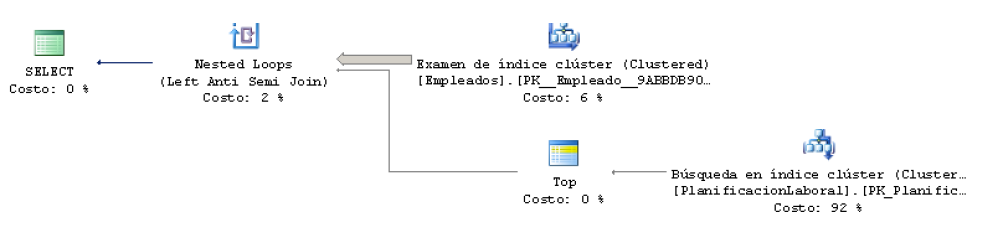 SELECT
Costo: 0 %
Nested Loops
(Left Anti Semi Join)
Costo: 2 %
Examen de índice clúster (Clustered)
[Empleados].[PK__Empleado__9ABBDB90…
Costo: 6 %
Top
Costo: 0 %
Búsqueda en índice clúster (Cluster…
[PlanificacionLaboral].[PK_Planific…
Costo: 92 %